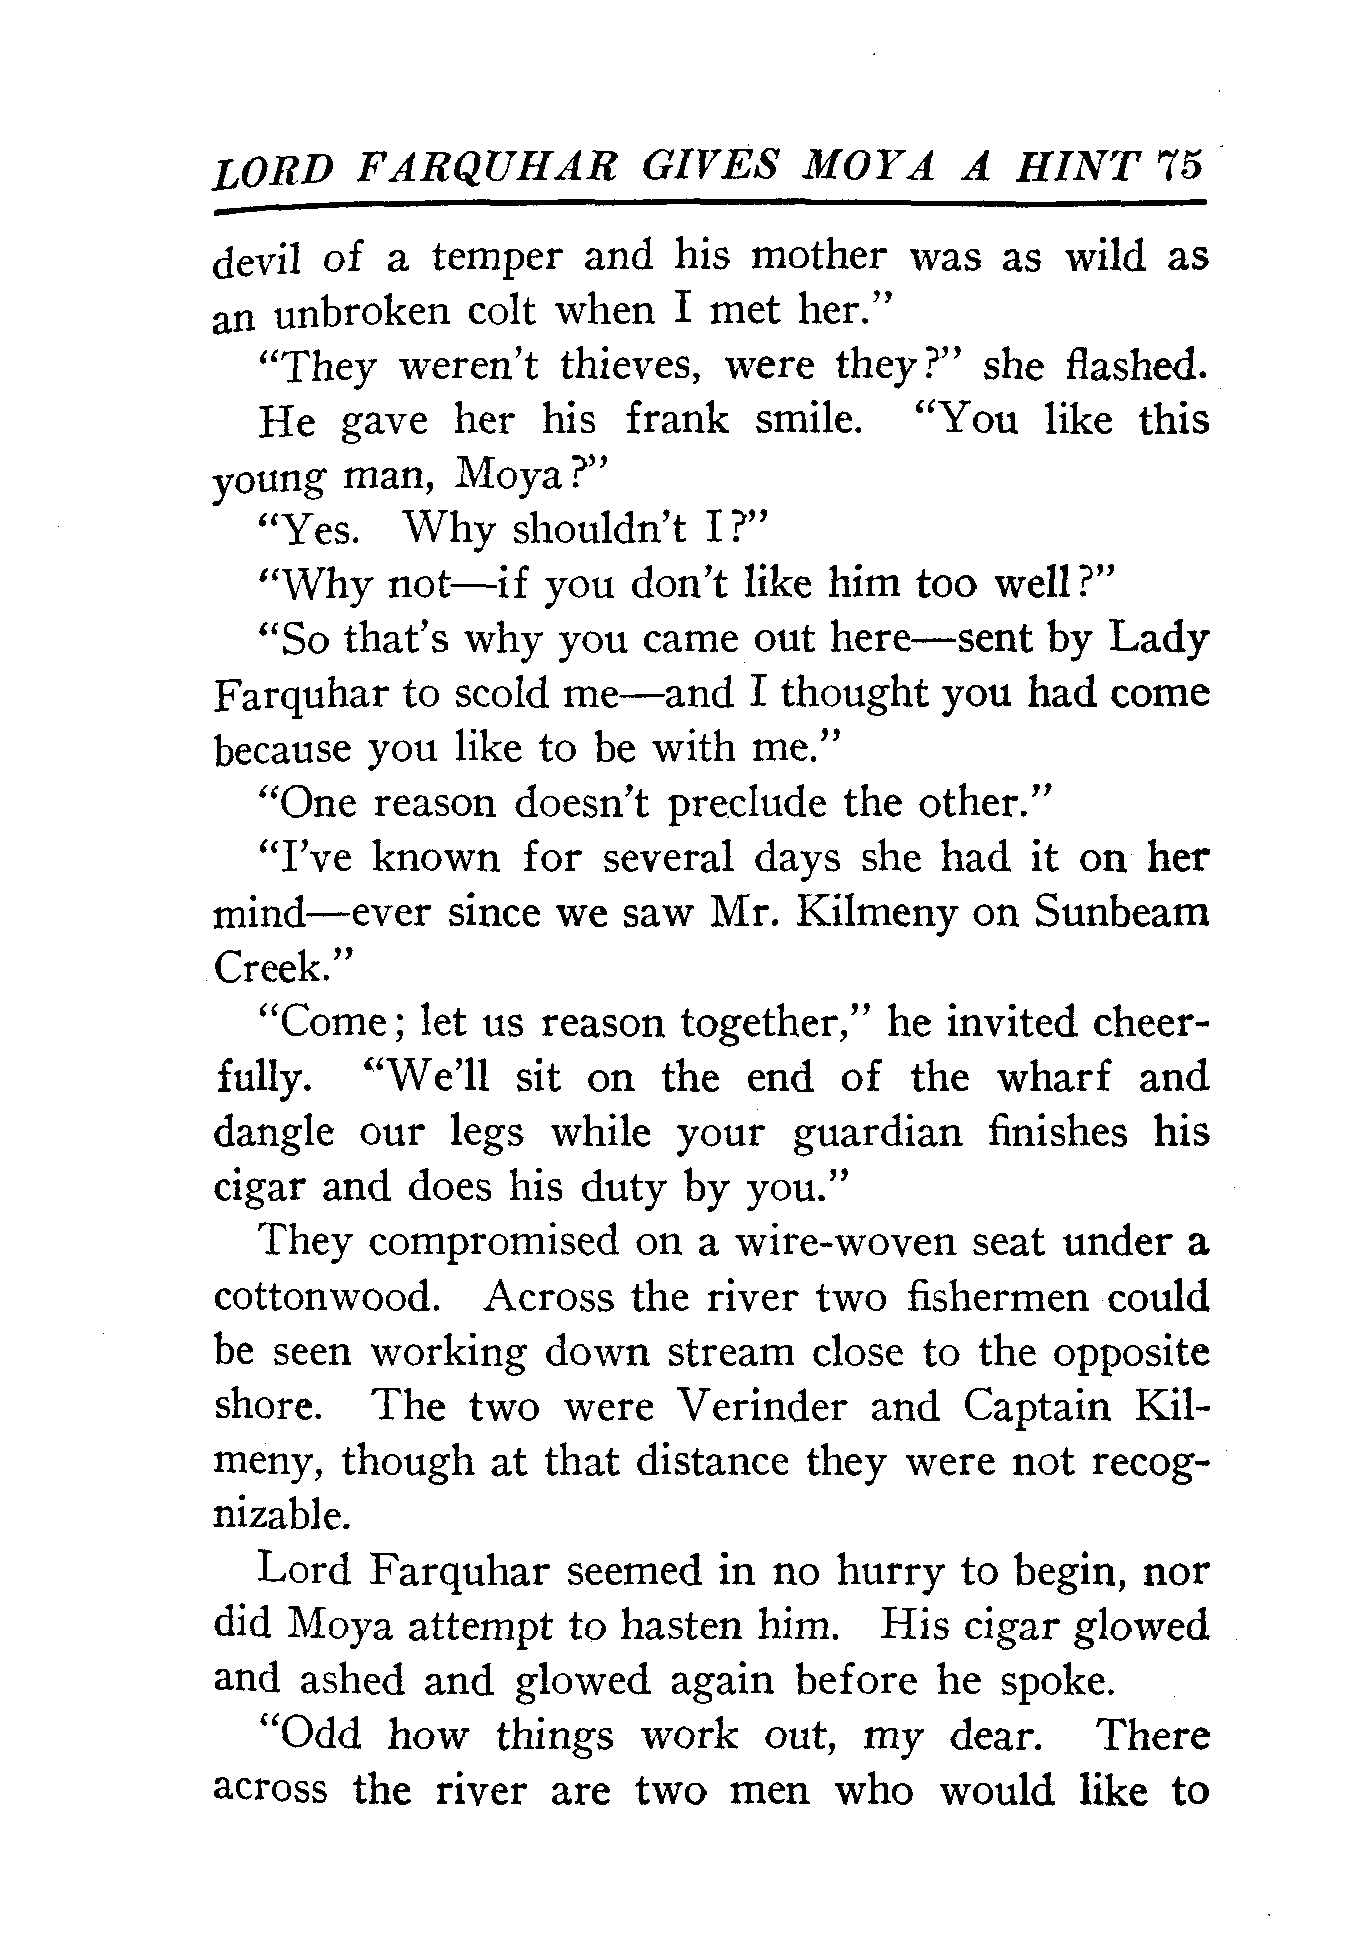 LORD FARQUHAR GIVES MOYA A HINT 75
devil of a temper and his mother was as wild as
an unbroken colt when I met her."
"They weren't thieves, were they?" she flashed.
He gave her his frank smile. "You like this
young man, Moya?"
"Yes. Why shouldn't I?"
"Why not—if you don't like him too well?"
"So that's why you came out here—sent by Lady
Farquhar to scold me—and I thought you had come
because you like to be with me."
"One reason doesn't preclude the other."
"I've known for several days she had it on her
mind—ever since we saw Mr. Kilmeny on Sunbeam
Creek."
"Come; let us reason together," he invited cheer-
fully. "We'll sit on the end of the wharf and
dangle our legs while your guardian finishes his
cigar and does his duty by you."
They compromised on a wire-woven seat under a
cottonwood. Across the river two fishermen could
be seen working down stream close to the opposite
shore. The two were Verinder and Captain Kil-
meny, though at that distance they were not recog-
nizable.
Lord Farquhar seemed in no hurry to begin, nor
did Moya attempt to hasten him. His cigar glowed
and ashed and glowed again before he spoke.
"Odd how things work out, my dear. There
across the river are two men who would like to